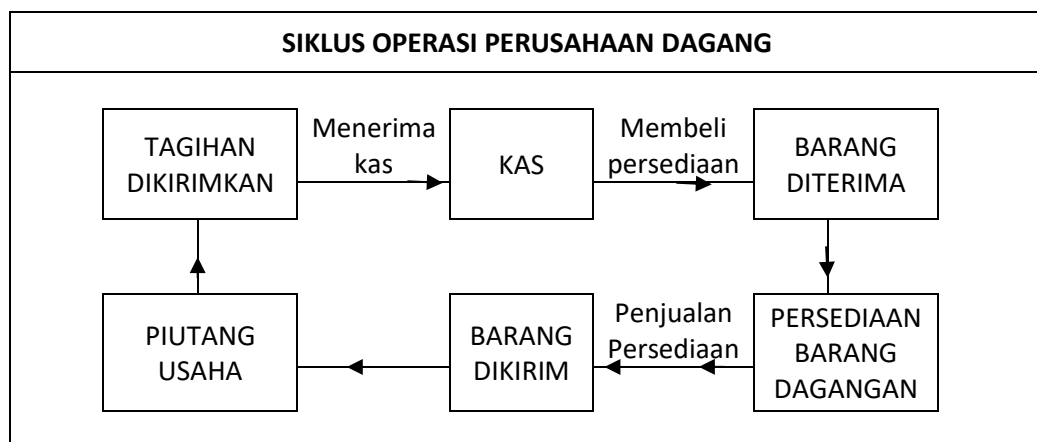 SIKLUS OPERASI PERUSAHAAN DAGANG
TAGIHAN
DIKIRIMKAN
Menerima
kas
KAS
Membeli
persediaan
BARANG
DITERIMA
PIUTANG
USAHA
BARANG
DIKIRIM
Penjualan
Persediaan
PERSEDIAAN
BARANG
DAGANGAN